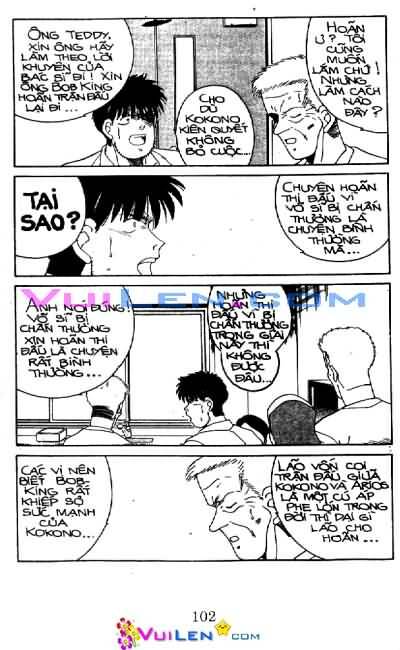 ÔNG TEDDY,
XIN ÔNG HÃY
LÀM THEO LỜI
KHUYÊN CỦA
BÁC SĨ ĐI! XIN
ÔNG BOB KING
HOÃN TRẬN ĐẤU
LẠI ĐI...
CHO
DÙ
KOKONO
KIÊN QUYẾT
KHÔNG
BỎ CUỘC...
HOÃN
Ư? TÔI
CŨNG
MUỐN
LẮM CHỨ!
NHƯNG
LÀM CÁCH
NÀO
ĐÂY?
TẠI
SAO?
CHUYỆN HOÃN
THI ĐẤU VÌ
VÕ SĨ BỊ CHẤN
THƯƠNG LÀ
CHUYỆN BÌNH
THƯỜNG
MÀ...
ANH NÓI ĐÚNG!
VÕ SĨ BỊ
CHẤN THƯƠNG
XIN HOÃN THI
ĐẤU LÀ CHUYỆN
RẤT BÌNH
THƯỜNG...
NHƯNG
HOÃN THI
ĐẤU VÌ BỊ
CHẤN THƯƠNG
TRONG GIẢI
NÀY THÌ
KHÔNG
ĐƯỢC
ĐÂU...
VUILEN.COM
CÁC VỊ NÊN
BIẾT BOB-
KING RẤT
KHIẾP SỢ
SỨC MẠNH
CỦA
KOKONO...
LÃO VỐN COI
TRẬN ĐẤU GIỮA
KOKONO VÀ ARIOS
LÀ MỘT CÚ ÁP
PHE LỚN TRONG
ĐỜI THÌ DẠI GÌ
LÃO CHO
HOÃN...
102
VUILEN.COM